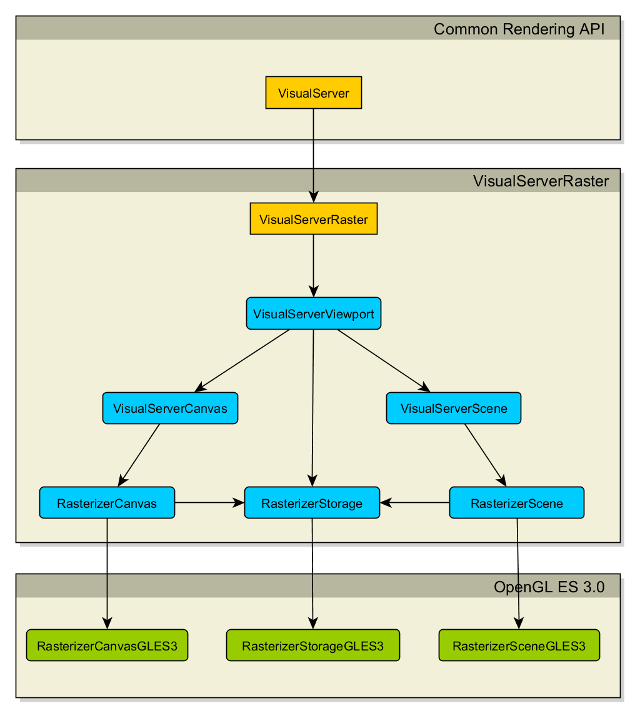 Common Rendering API
VisualServer
VisualServerRaster
VisualServerRaster
VisualServerViewport
VisualServerCanvas
VisualServerScene
RasterizerCanvas
RasterizerStorage
RasterizerScene
OpenGL ES 3.0
RasterizerCanvasGLES3
RasterizerStorageGLES3
RasterizerSceneGLES3